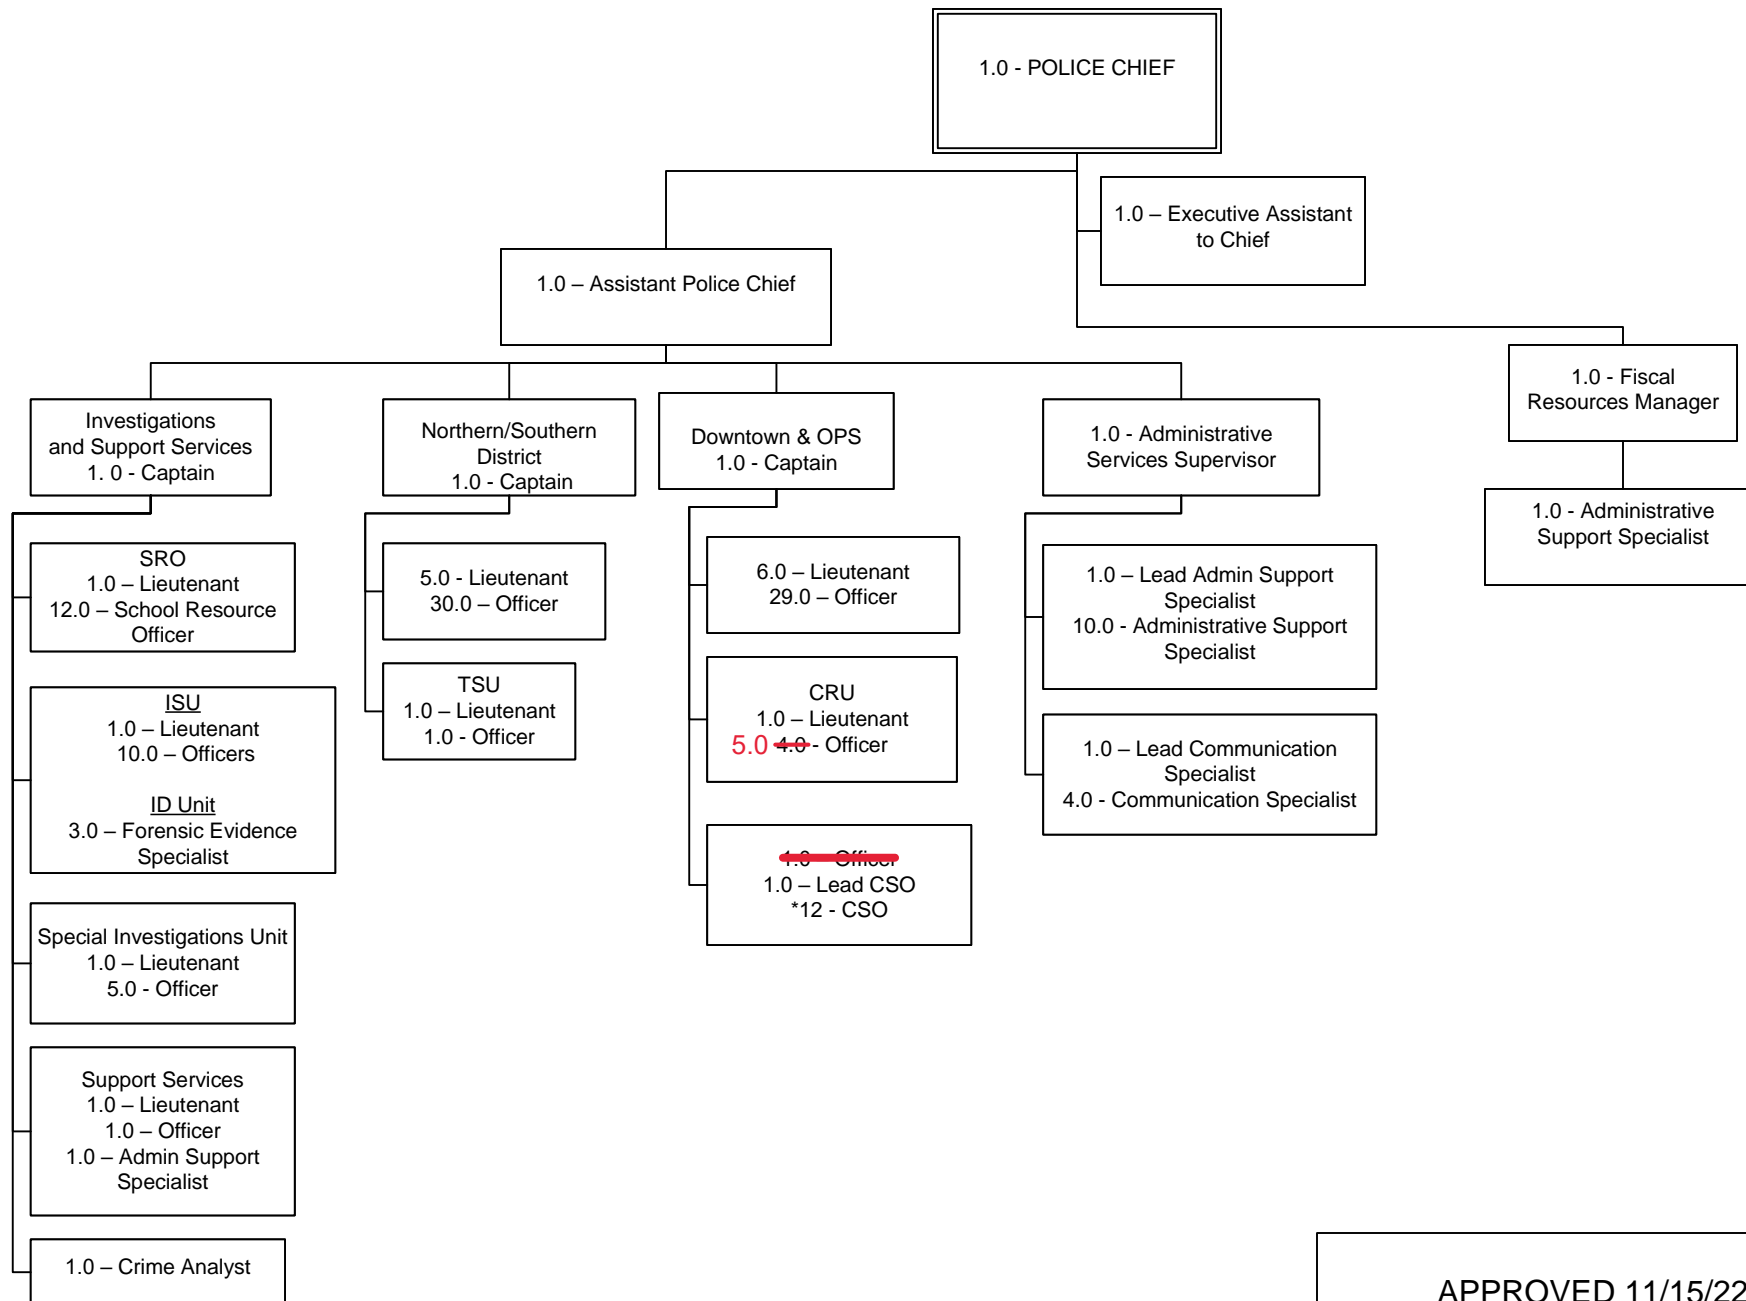 1.0 - POLICE CHIEF
1.0 – Executive Assistant
to Chief
1.0 – Assistant Police Chief
1.0 - Fiscal
Resources Manager
1.0 - Administrative
Support Specialist
Investigations
and Support Services
1. 0 - Captain
SRO
1.0 – Lieutenant
12.0 – School Resource
Officer
ISU
1.0 – Lieutenant
10.0 – Officers
ID Unit
3.0 – Forensic Evidence
Specialist
Special Investigations Unit
1.0 – Lieutenant
5.0 - Officer
Support Services
1.0 – Lieutenant
1.0 – Officer
1.0 – Admin Support
Specialist
1.0 – Crime Analyst
Northern/Southern
District
1.0 - Captain
5.0 - Lieutenant
30.0 – Officer
TSU
1.0 – Lieutenant
1.0 - Officer
Downtown & OPS
1.0 - Captain
6.0 – Lieutenant
29.0 – Officer
CRU
1.0 – Lieutenant
5.0 4.0 - Officer
1.0 – Officer
1.0 – Lead CSO
*12 - CSO
1.0 - Administrative
Services Supervisor
1.0 – Lead Admin Support
Specialist
10.0 - Administrative Support
Specialist
1.0 – Lead Communication
Specialist
4.0 - Communication Specialist
APPROVED 11/15/22